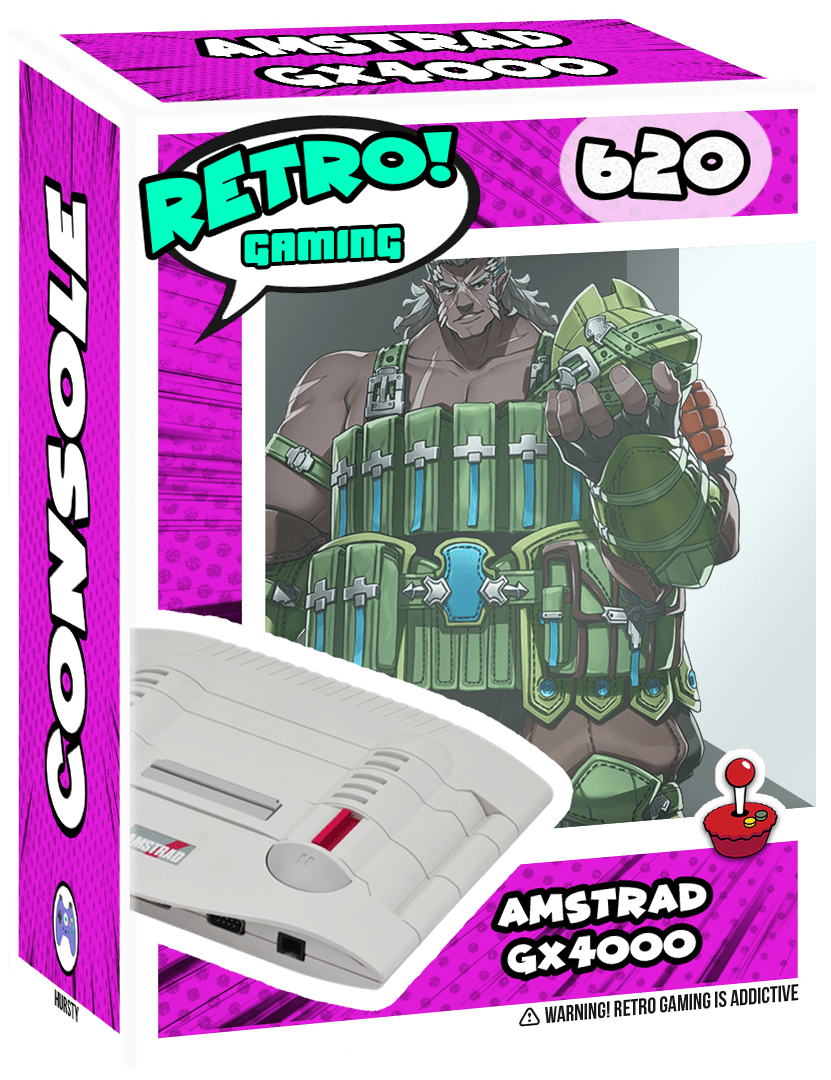 AMSTRAD
GX4000
RETRO!
GAMING
620
CONSOLE
AMSTRAD
AMSTRAD
GX4000
WARNING! RETRO GAMING IS ADDICTIVE
HURSTY